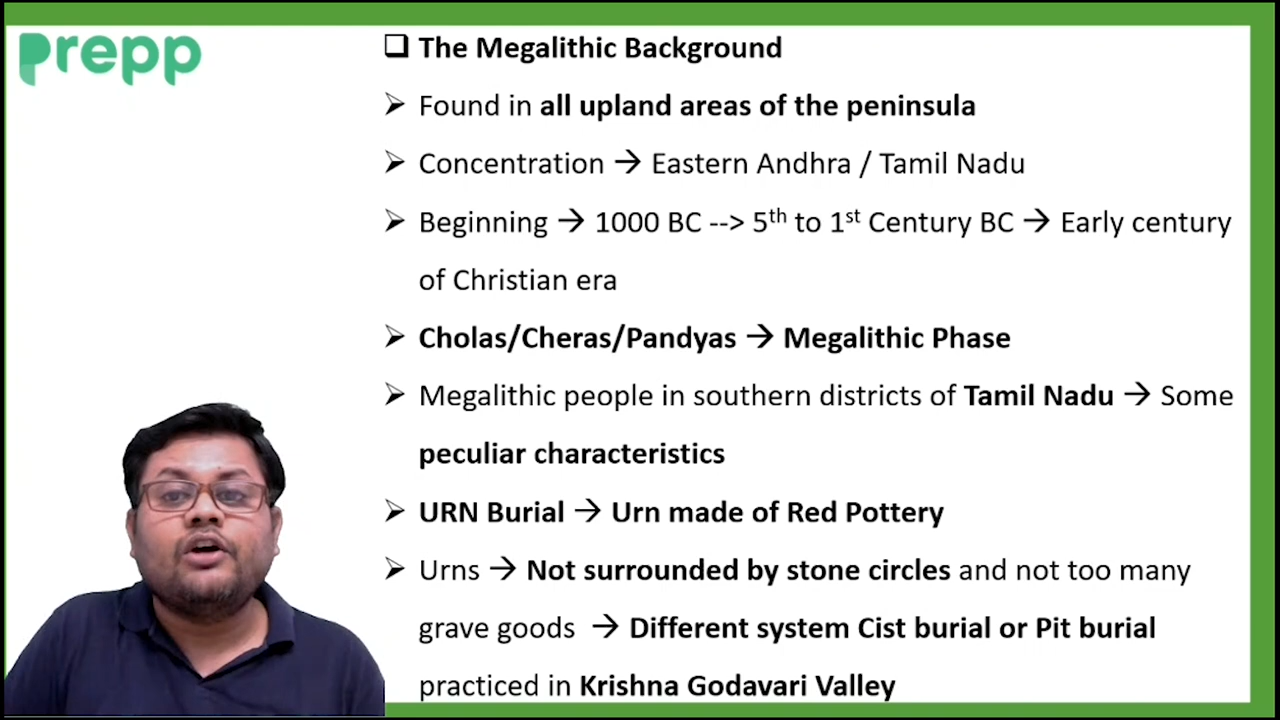 prepp
❑ The Megalithic Background
➢ Found in all upland areas of the peninsula
➢ Concentration → Eastern Andhra / Tamil Nadu
➢ Beginning → 1000 BC --> 5th to 1st Century BC → Early century
of Christian era
➢ Cholas/Cheras/Pandyas → Megalithic Phase
➢ Megalithic people in southern districts of Tamil Nadu → Some
peculiar characteristics
➢ URN Burial → Urn made of Red Pottery
➢ Urns → Not surrounded by stone circles and not too many
grave goods → Different system Cist burial or Pit burial
practiced in Krishna Godavari Valley